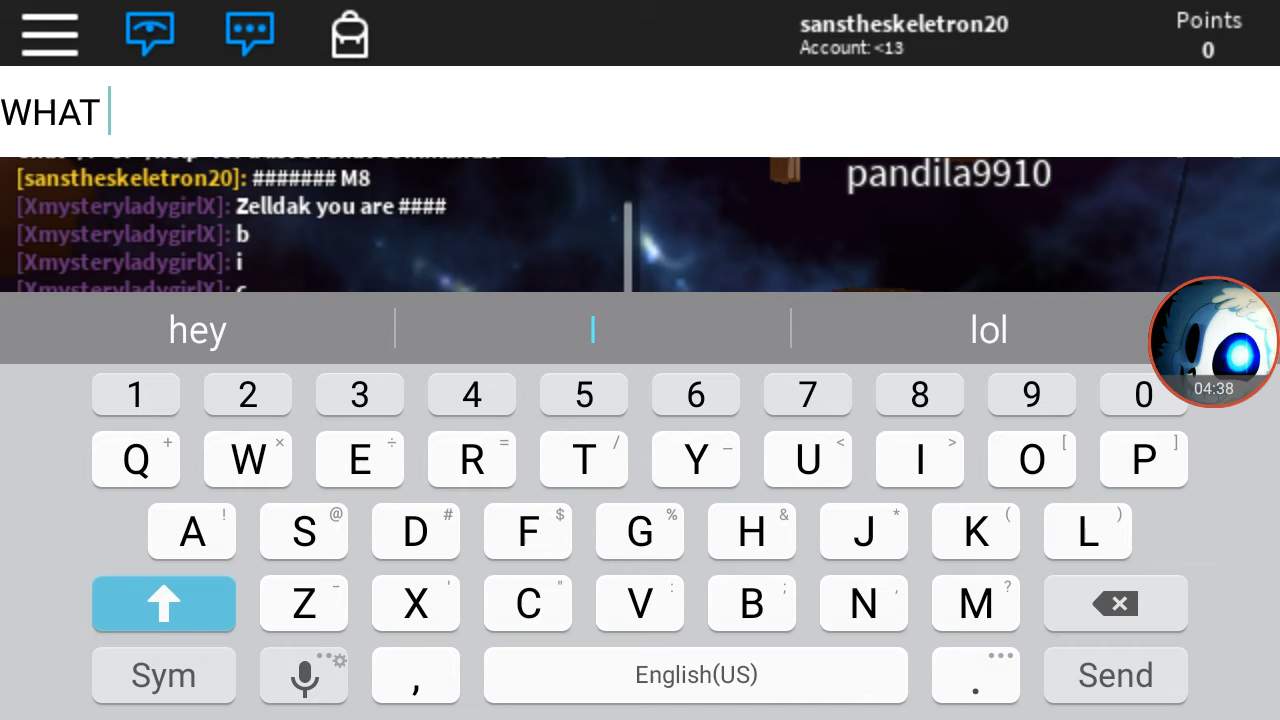 sanstheskeletron20
Account: <13
Points
0
WHAT
[sanstheskeletron20]: ####### M8
[XmysteryladygirlX]: Zelldak you are ####
[XmysteryladygirlX]: b
[XmysteryladygirlX]: i
[XmysteryladygirlX]: c
pandila9910
hey
I
lol
04:38
1 2 3 4 5 6 7 8 9 0
Q + W × E ÷ R = T / Y _ U < I > O [ P ]
A ! S @ D # F $ G % H & J * K ( L )
Z - X ' C " V : B ; N , M ?
Sym , English(US) . Send